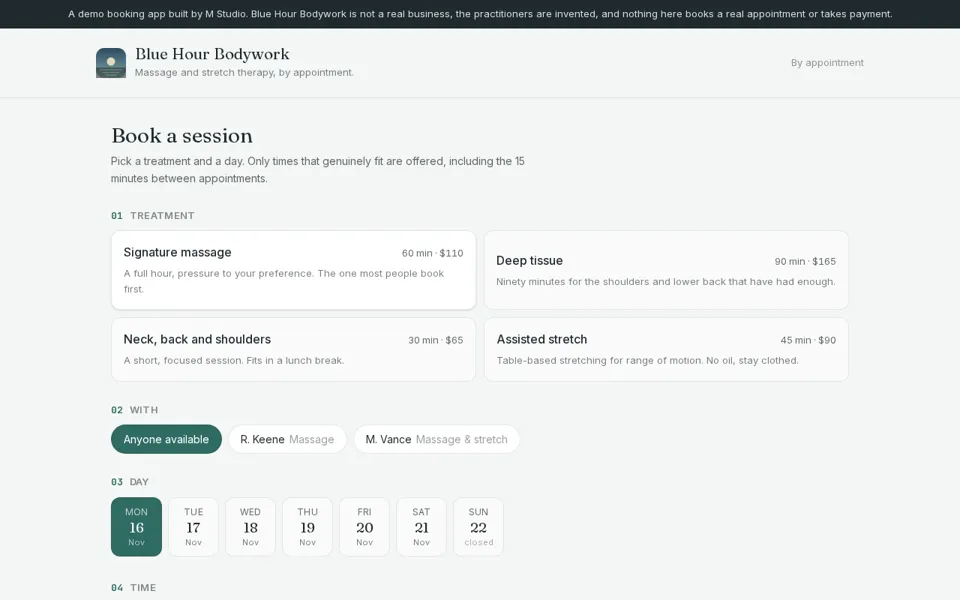 A demo booking app built by M Studio. Blue Hour Bodywork is not a real business, the practitioners are invented, and nothing here books a real appointment or takes payment.
Blue Hour Bodywork
Massage and stretch therapy, by appointment.
By appointment
Book a session
Pick a treatment and a day. Only times that genuinely fit are offered, including the 15
minutes between appointments.
01 TREATMENT
Signature massage 60 min · $110
A full hour, pressure to your preference. The one most people book
first.
Deep tissue 90 min · $165
Ninety minutes for the shoulders and lower back that have had enough.
Neck, back and shoulders 30 min · $65
A short, focused session. Fits in a lunch break.
Assisted stretch 45 min · $90
Table-based stretching for range of motion. No oil, stay clothed.
02 WITH
Anyone available R. Keene Massage M. Vance Massage & stretch
03 DAY
MON TUE WED THU FRI SAT SUN
16 17 18 19 20 21 22
Nov Nov Nov Nov Nov Nov closed
04 TIME